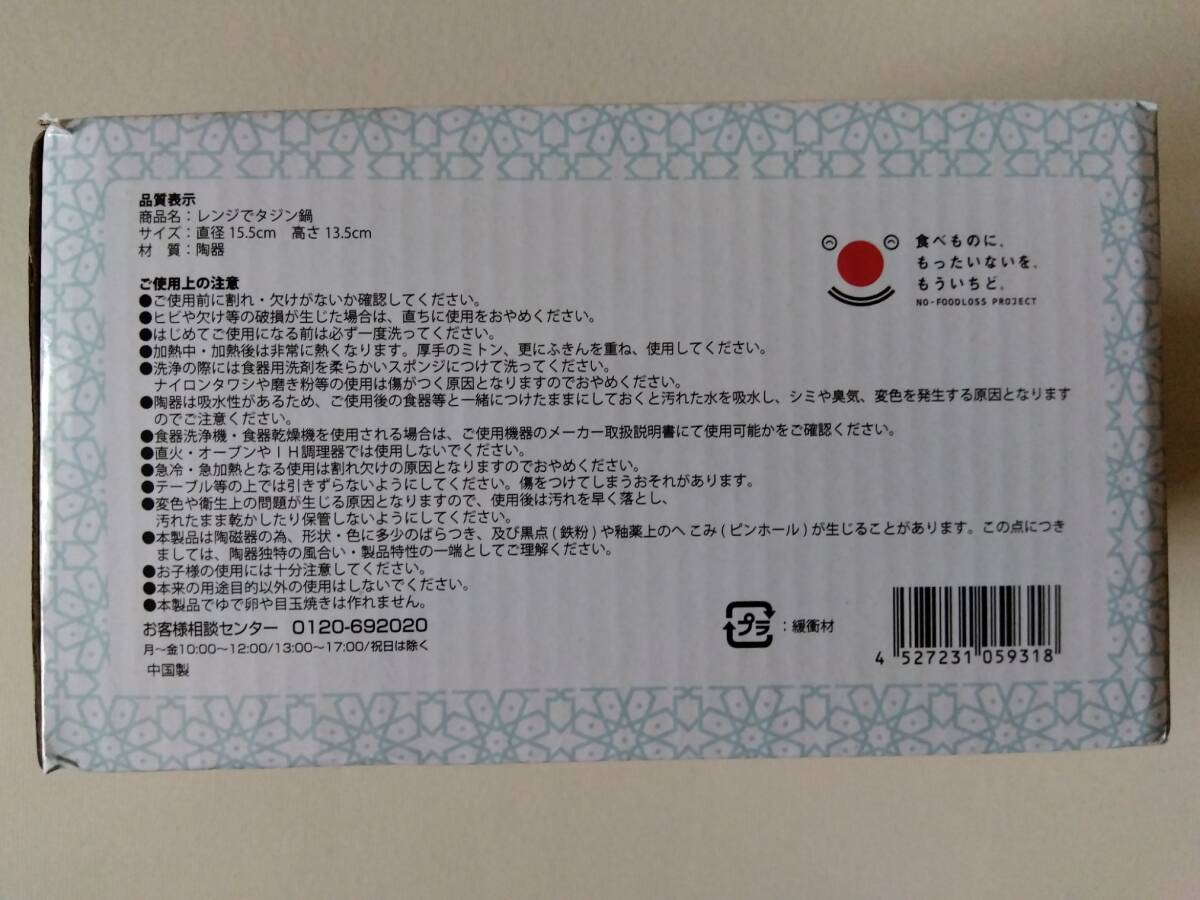 品質表示
商品名：レンジでタジン鍋
サイズ：直径 15.5cm 高さ 13.5cm
材 質：陶器
ご使用上の注意
●ご使用前に割れ・欠けがないか確認してください。
●ヒビや欠け等の破損が生じた場合は、直ちに使用をおやめください。
●はじめてご使用になる前は必ず一度洗ってください。
●加熱中・加熱後は非常に熱くなります。厚手のミトン、更にふきんを重ね、使用してください。
●洗浄の際には食器用洗剤を柔らかいスポンジにつけて洗ってください。
ナイロンタワシや磨き粉等の使用は傷がつく原因となりますのでおやめください。
●陶器は吸水性があるため、ご使用後の食器等と一緒につけたままにしておくと汚れた水を吸水し、シミや臭気、変色を発生する原因となります
のでご注意ください。
●食器洗浄機・食器乾燥機を使用される場合は、ご使用機器のメーカー取扱説明書にて使用可能かをご確認ください。
●直火・オーブンやIH調理器では使用しないでください。
●急冷・急加熱となる使用は割れ欠けの原因となりますのでおやめください。
●テーブル等の上では引きずらないようにしてください。傷をつけてしまうおそれがあります。
●変色や衛生上の問題が生じる原因となりますので、使用後は汚れを早く落とし、
汚れたまま乾かしたり保管しないようにしてください。
●本製品は陶磁器の為、形状・色に多少のばらつき、及び黒点(鉄粉)や釉薬上のへ こみ(ピンホール)が生じることがあります。この点につき
ましては、陶器独特の風合い・製品特性の一端としてご理解ください。
●お子様の使用には十分注意してください。
●本来の用途目的以外の使用はしないでください。
●本製品でゆで卵や目玉焼きは作れません。
お客様相談センター 0120-692020
月～金10:00～12:00/13:00～17:00/祝日は除く
中国製
食べものに、
もったいないを、
もういちど。
NO-FOODLOSS PROJECT
プラ：緩衝材
4 527231 059318